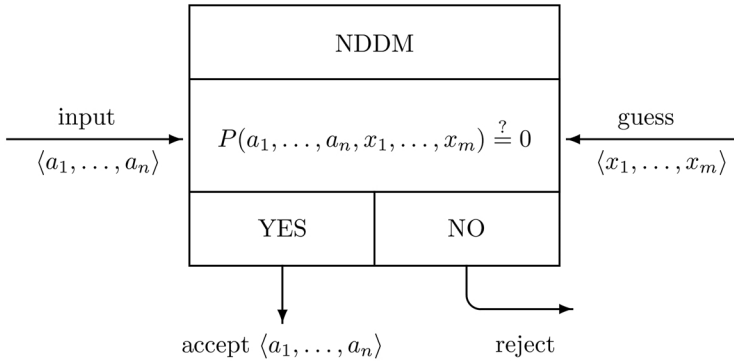 NDDM
input
⟨a₁, . . . , aₙ⟩
P(a₁, . . . , aₙ, x₁, . . . , xₘ) ≟ 0
guess
⟨x₁, . . . , xₘ⟩
YES
NO
accept ⟨a₁, . . . , aₙ⟩
reject